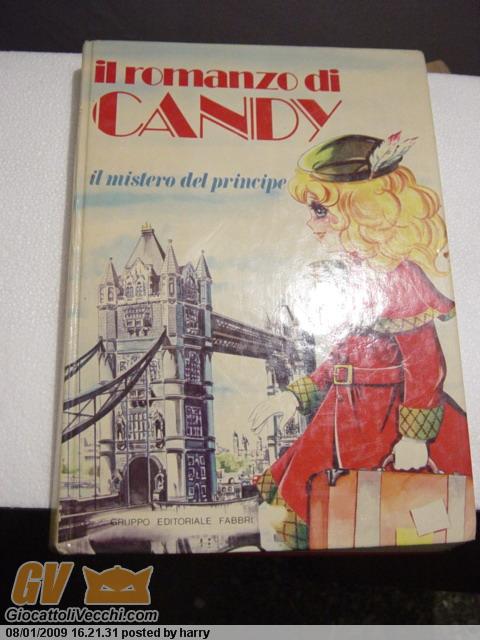 il romanzo di
CANDY
il mistero del principe
GRUPPO EDITORIALE FABBRI
GV
GiocattoliVecchi.com
08/01/2009 16.21.31 posted by harry